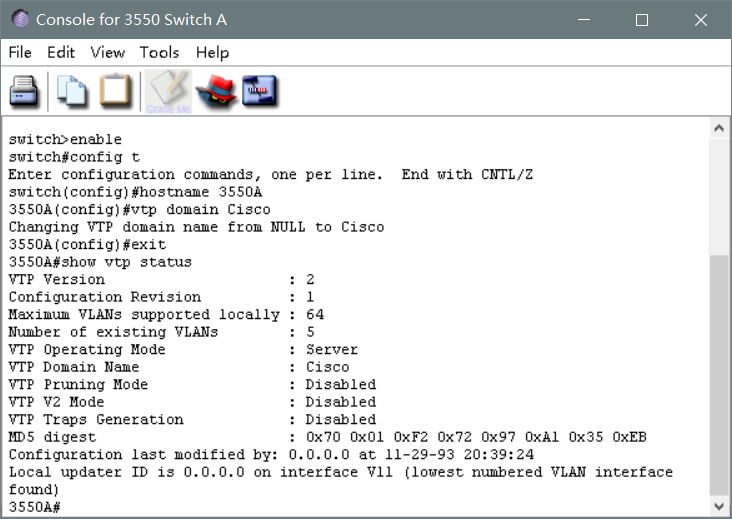 Console for 3550 Switch A
File Edit View Tools Help
Grade Me
switch>enable
switch#config t
Enter configuration commands, one per line.  End with CNTL/Z
switch(config)#hostname 3550A
3550A(config)#vtp domain Cisco
Changing VTP domain name from NULL to Cisco
3550A(config)#exit
3550A#show vtp status
VTP Version                     : 2
Configuration Revision          : 1
Maximum VLANs supported locally : 64
Number of existing VLANs        : 5
VTP Operating Mode              : Server
VTP Domain Name                 : Cisco
VTP Pruning Mode                : Disabled
VTP V2 Mode                     : Disabled
VTP Traps Generation            : Disabled
MD5 digest                      : 0x70 0x01 0xF2 0x72 0x97 0xA1 0x35 0xEB
Configuration last modified by: 0.0.0.0 at 11-29-93 20:39:24
Local updater ID is 0.0.0.0 on interface Vl1 (lowest numbered VLAN interface
found)
3550A#